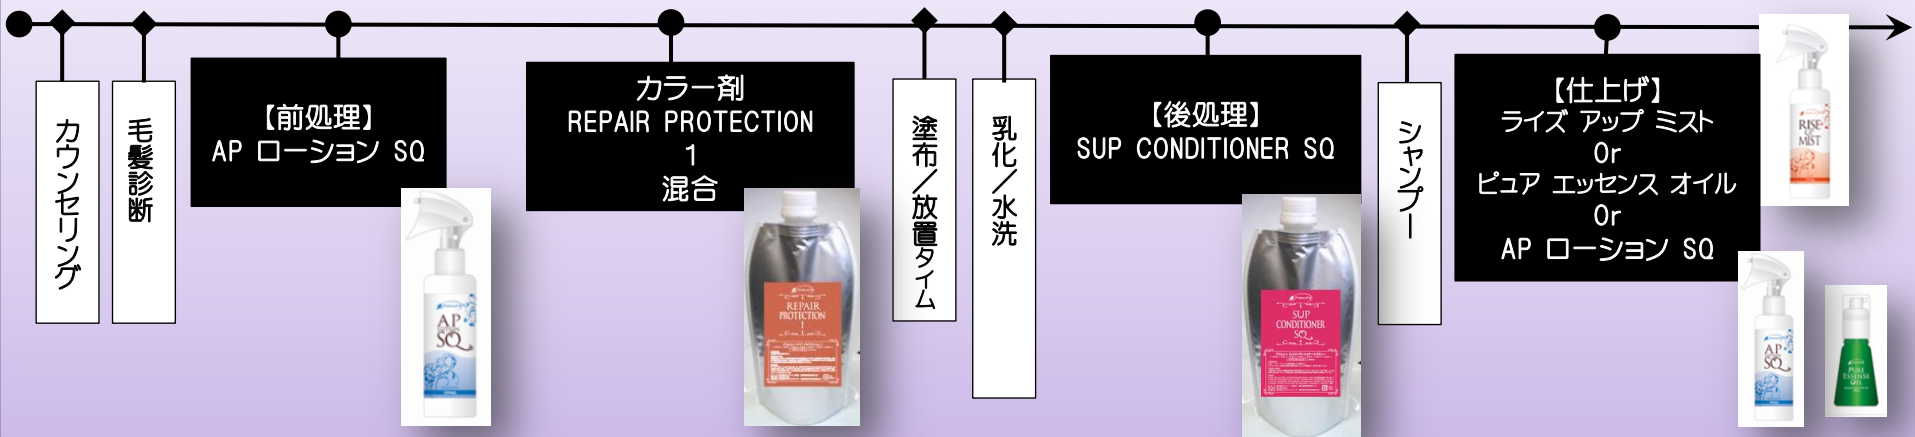 カウンセリング
毛髪診断
【前処理】
AP ローション SQ
カラー剤
REPAIR PROTECTION
1
混合
塗布/放置タイム
乳化/水洗
【後処理】
SUP CONDITIONER SQ
シャンプー
【仕上げ】
ライズ アップ ミスト
Or
ピュア エッセンス オイル
Or
AP ローション SQ
AP
SQ
REPAIR
PROTECTION
1
SUP
CONDITIONER
SQ
RISE
MIST
AP
SQ
PURE
ESSENSE
OIL